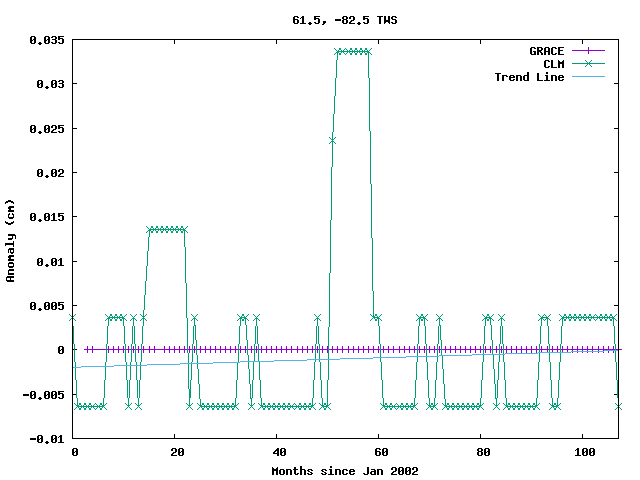 61.5, -82.5 TWS
0.035
0.03
0.025
0.02
0.015
0.01
0.005
0
-0.005
-0.01
Anomaly (cm)
GRACE
CLM
Trend Line
0 20 40 60 80 100
Months since Jan 2002